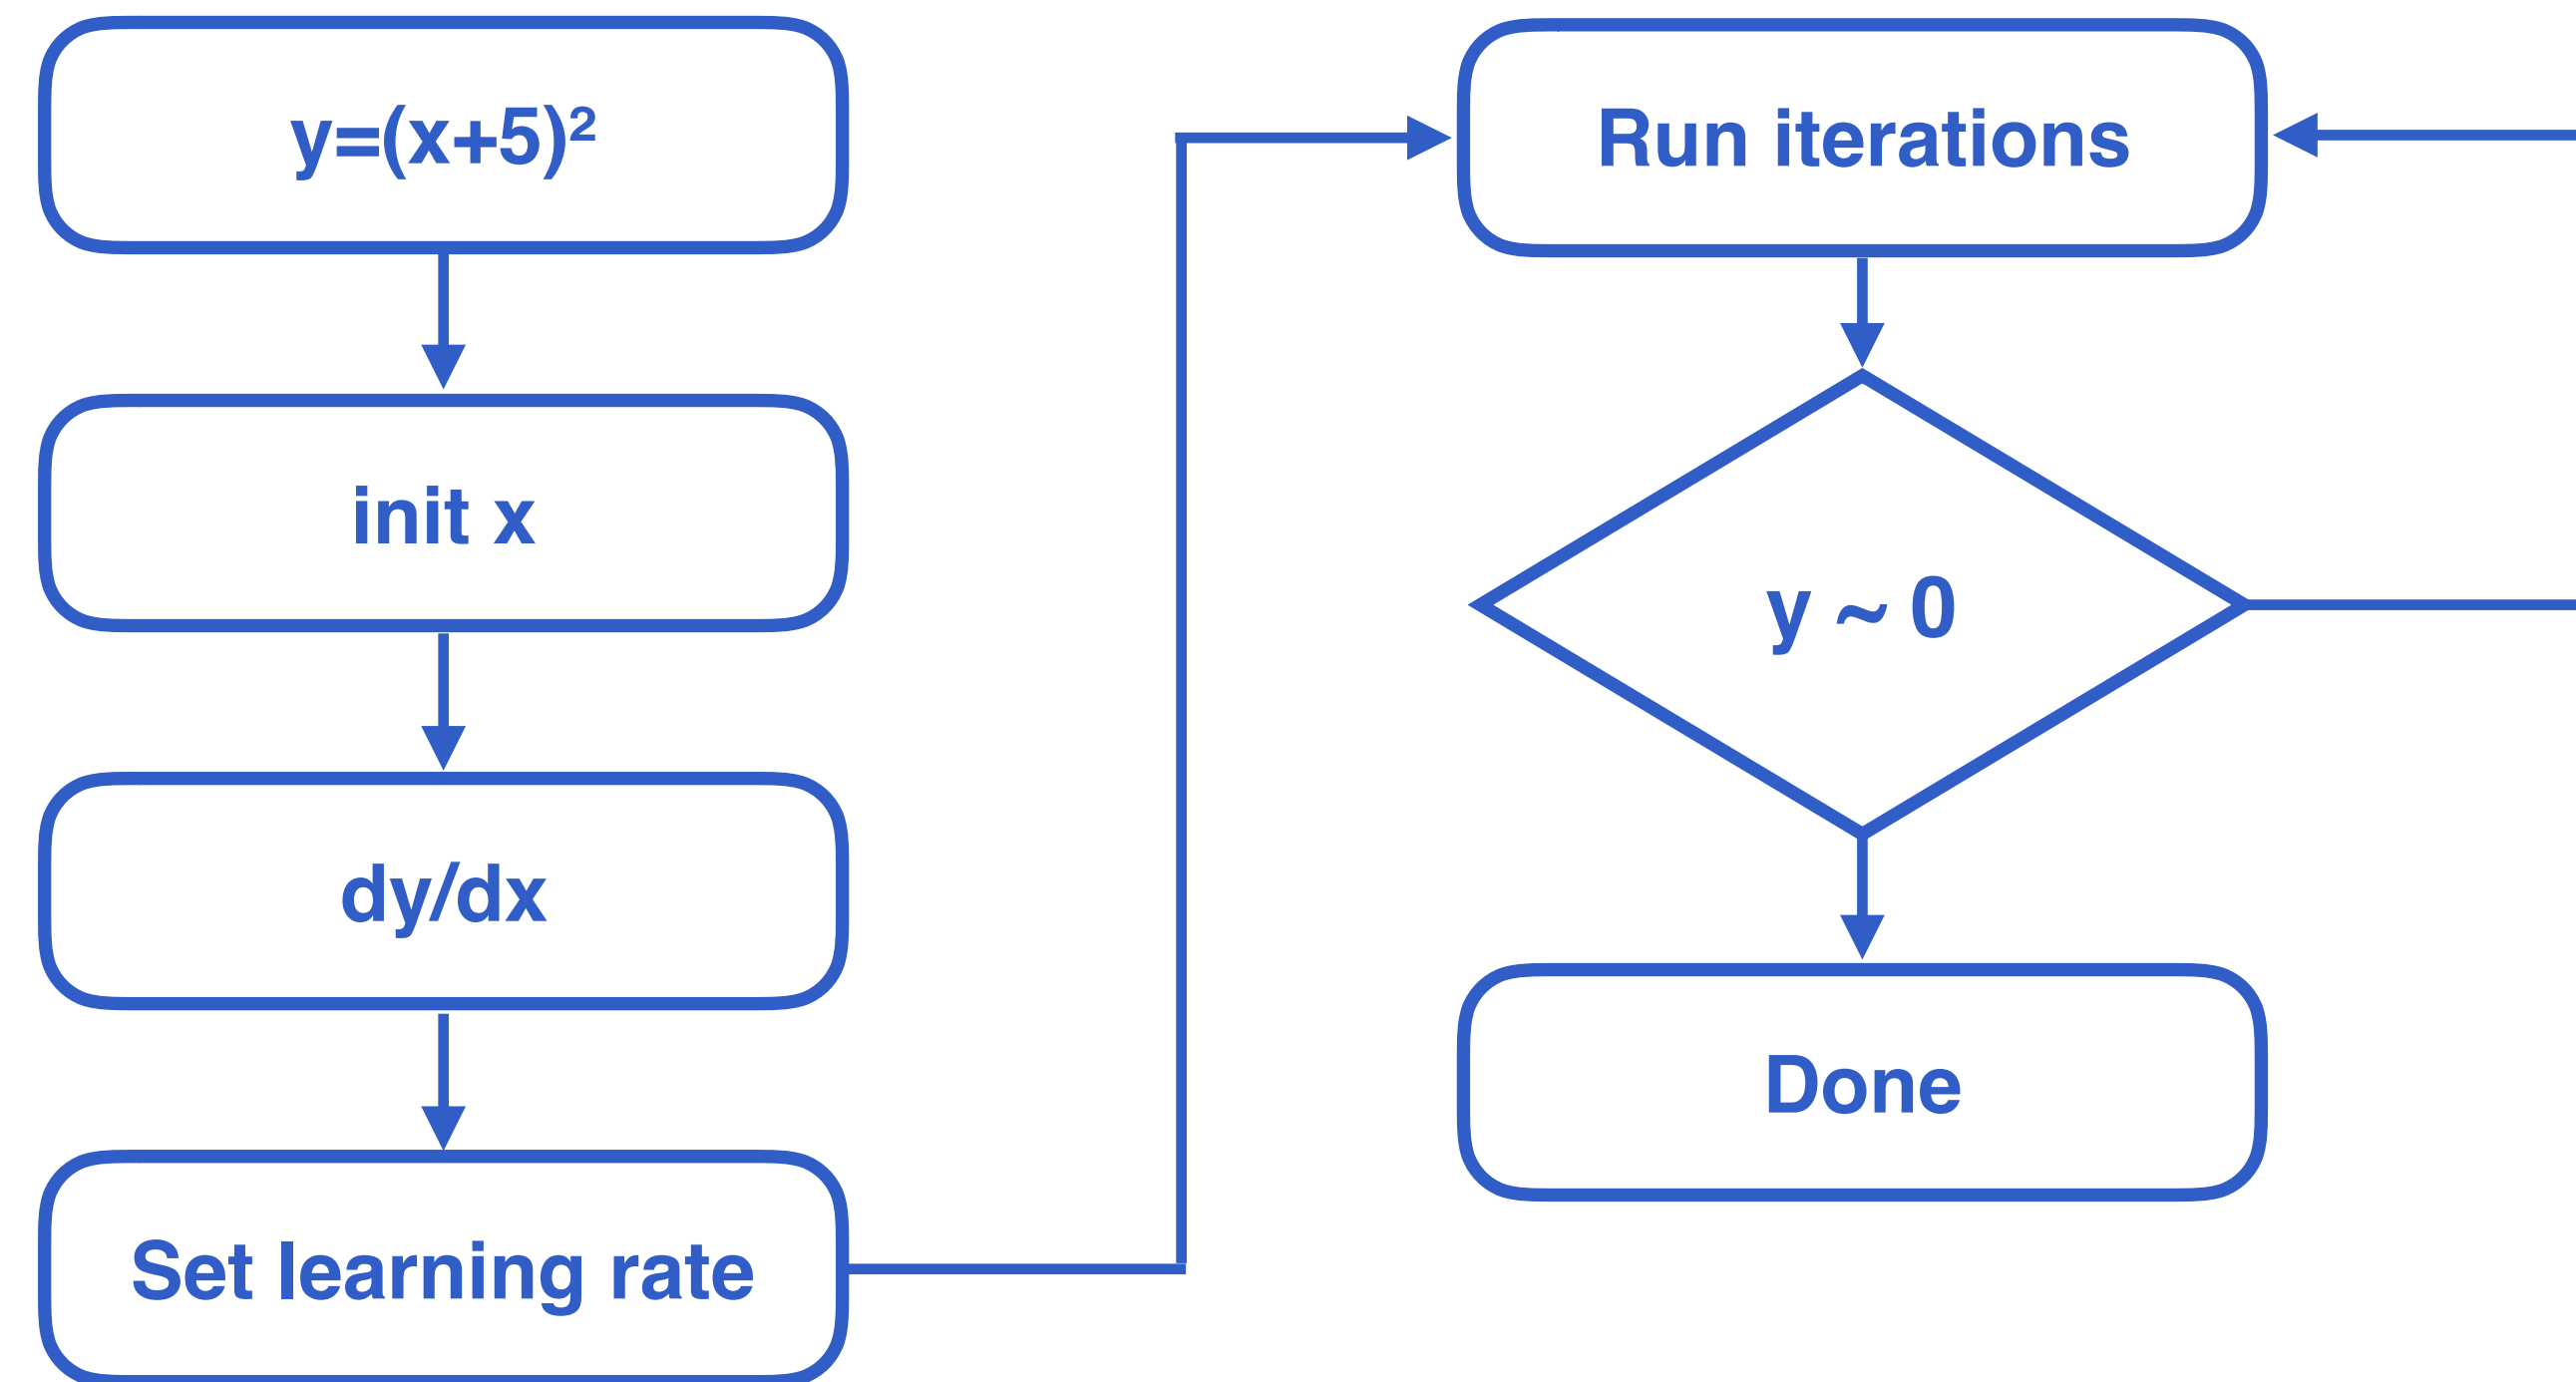 y=(x+5)²
init x
dy/dx
Set learning rate
Run iterations
y ~ 0
Done